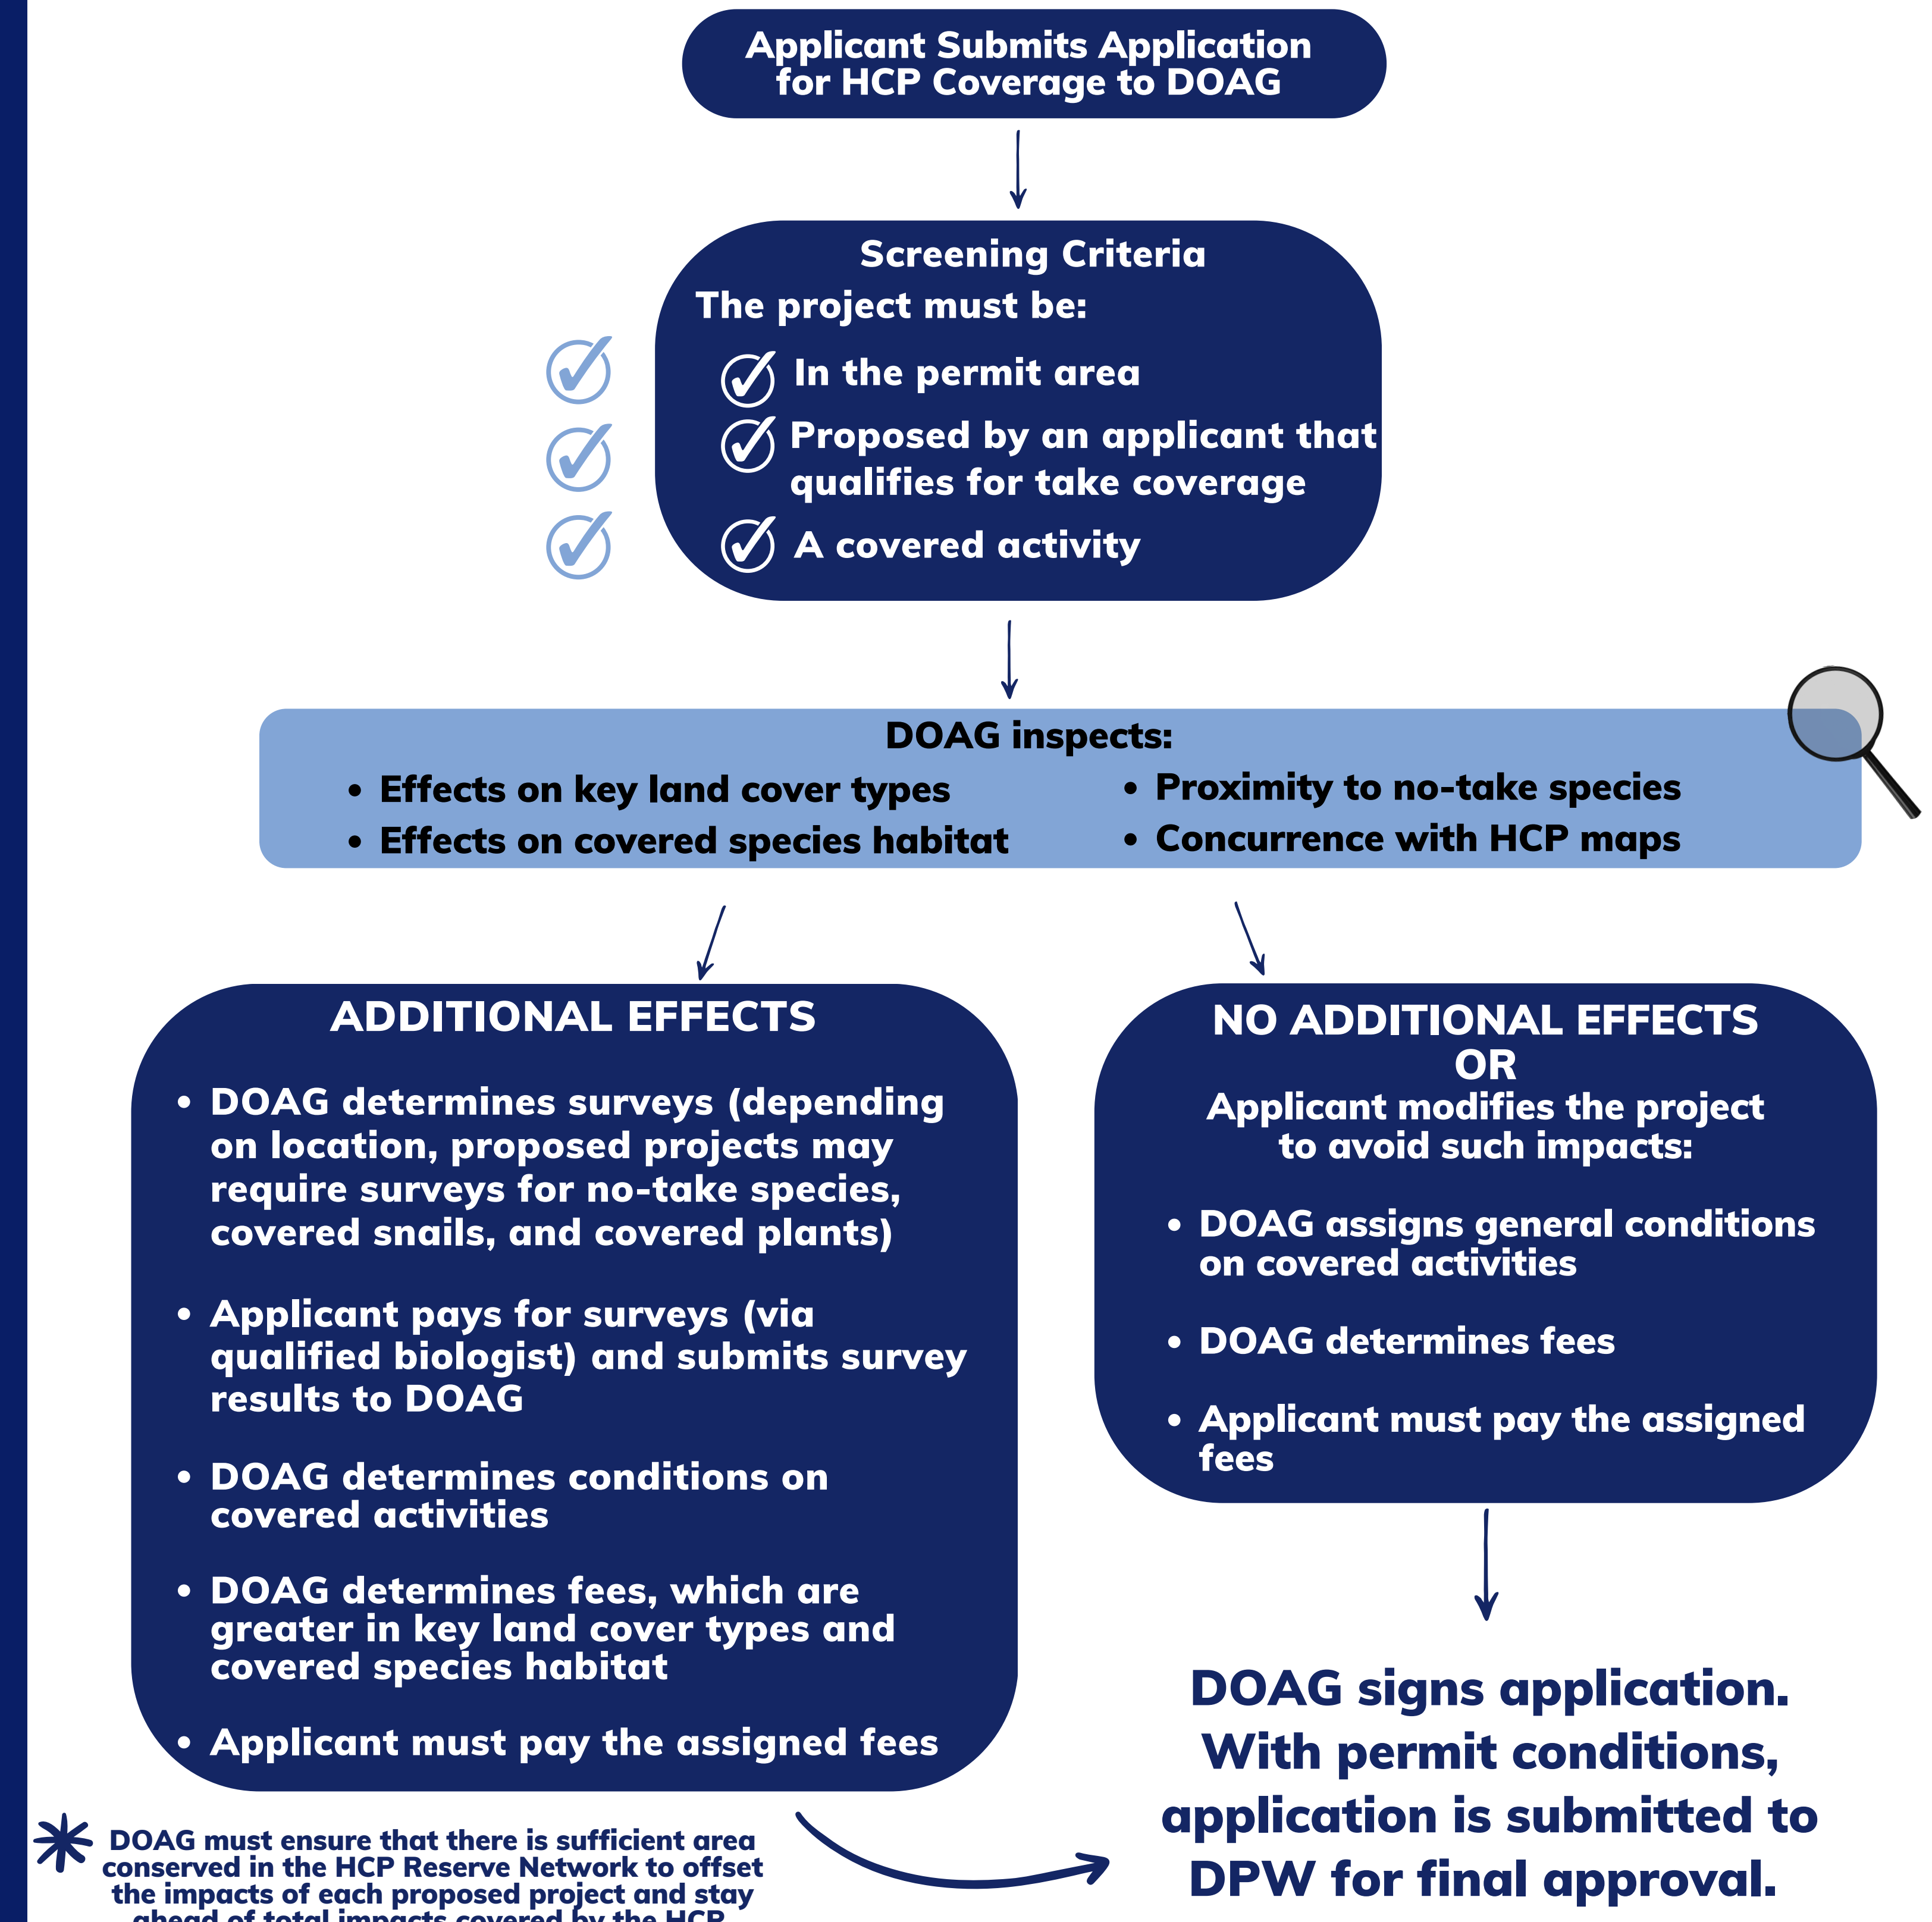 Applicant Submits Application
for HCP Coverage to DOAG
Screening Criteria
The project must be:
In the permit area
Proposed by an applicant that
qualifies for take coverage
A covered activity
DOAG inspects:
• Effects on key land cover types
• Effects on covered species habitat
• Proximity to no-take species
• Concurrence with HCP maps
ADDITIONAL EFFECTS
• DOAG determines surveys (depending
on location, proposed projects may
require surveys for no-take species,
covered snails, and covered plants)
• Applicant pays for surveys (via
qualified biologist) and submits survey
results to DOAG
• DOAG determines conditions on
covered activities
• DOAG determines fees, which are
greater in key land cover types and
covered species habitat
• Applicant must pay the assigned fees
NO ADDITIONAL EFFECTS
OR
Applicant modifies the project
to avoid such impacts:
• DOAG assigns general conditions
on covered activities
• DOAG determines fees
• Applicant must pay the assigned
fees
DOAG signs application.
With permit conditions,
application is submitted to
DPW for final approval.
DOAG must ensure that there is sufficient area
conserved in the HCP Reserve Network to offset
the impacts of each proposed project and stay
ahead of total impacts covered by the HCP